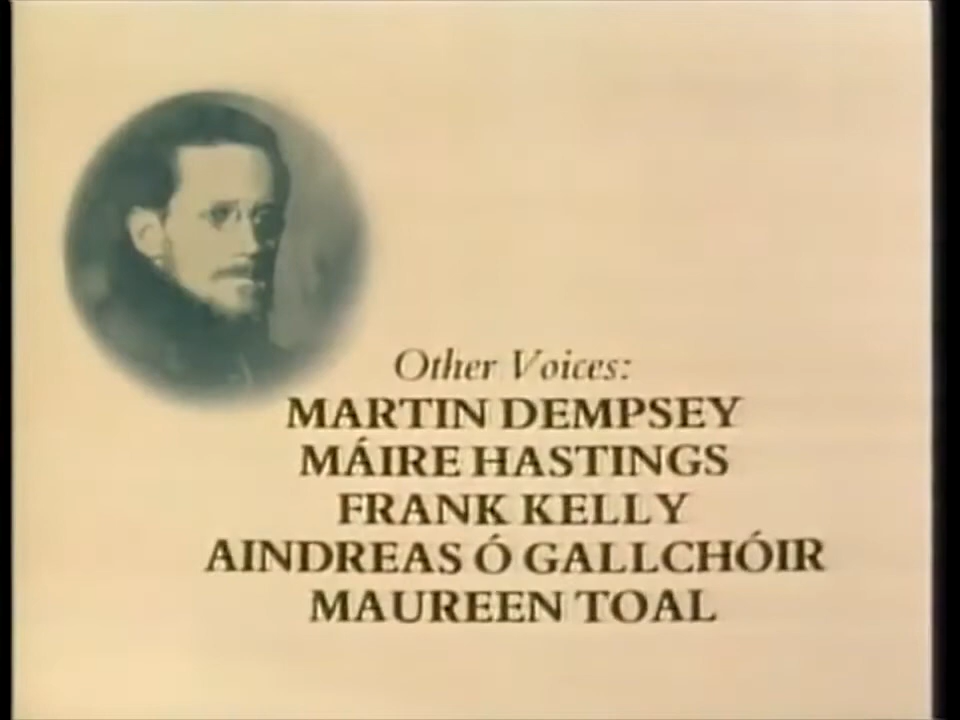 Other Voices:
MARTIN DEMPSEY
MÁIRE HASTINGS
FRANK KELLY
AINDREAS Ó GALLCHÓIR
MAUREEN TOAL